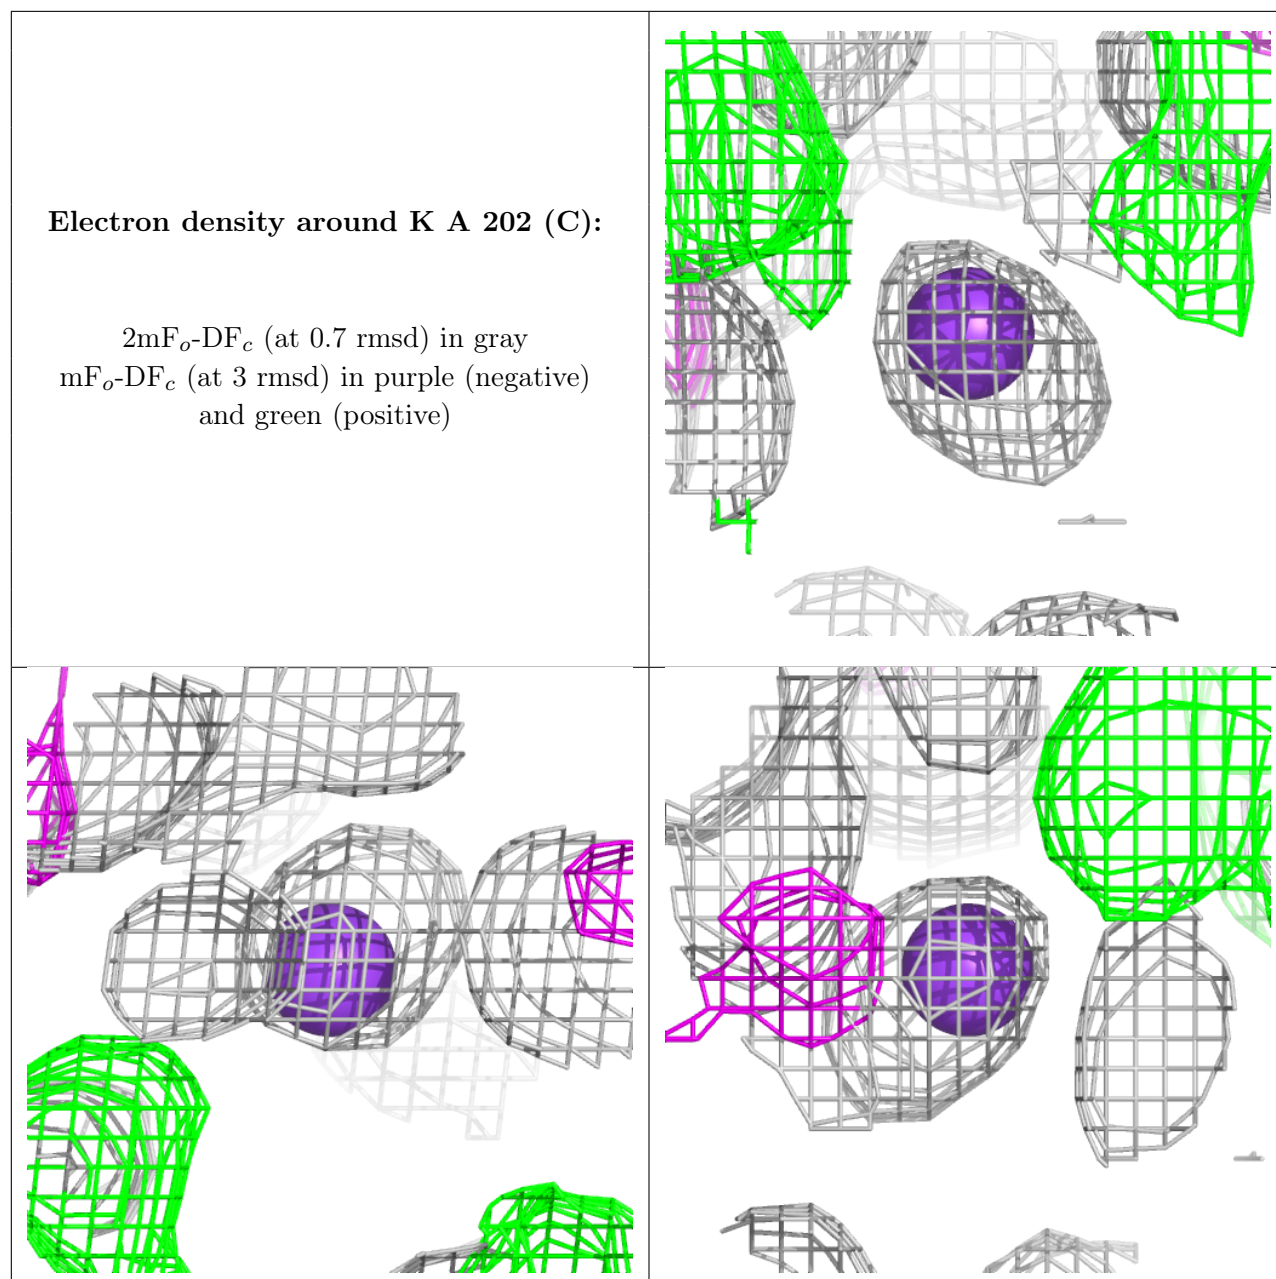 Electron density around K A 202 (C):
2mFₒ-DF𝒸 (at 0.7 rmsd) in gray
mFₒ-DF𝒸 (at 3 rmsd) in purple (negative)
and green (positive)